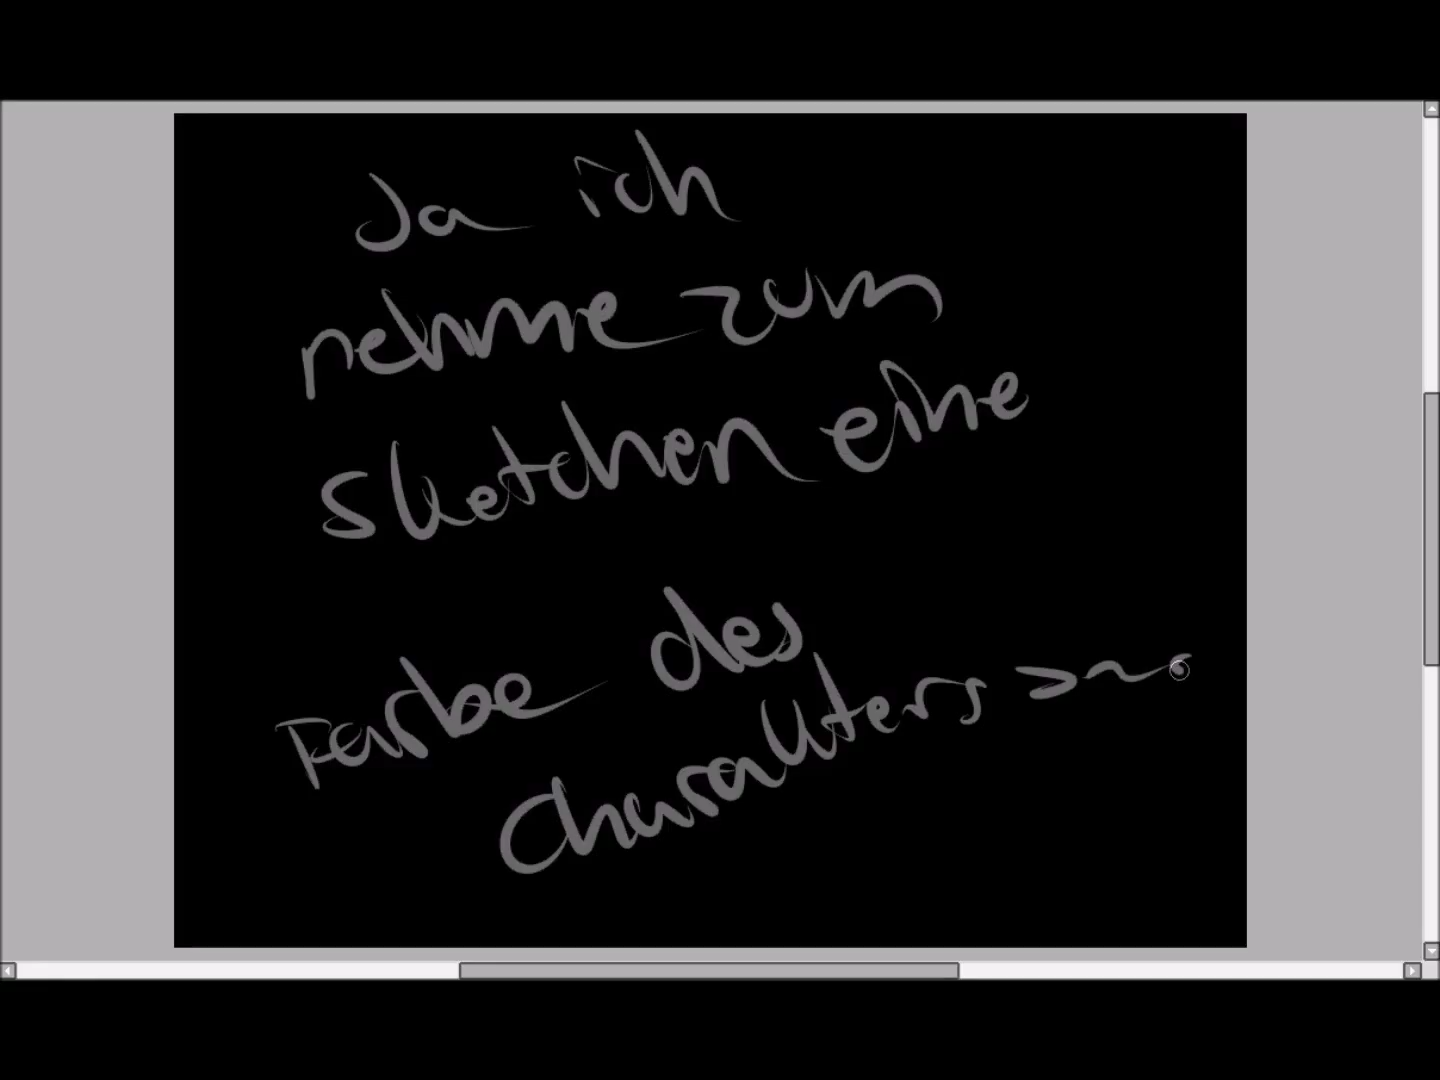 Ja ich
nehme zum
sketchen eine
Farbe des
Charakters >~